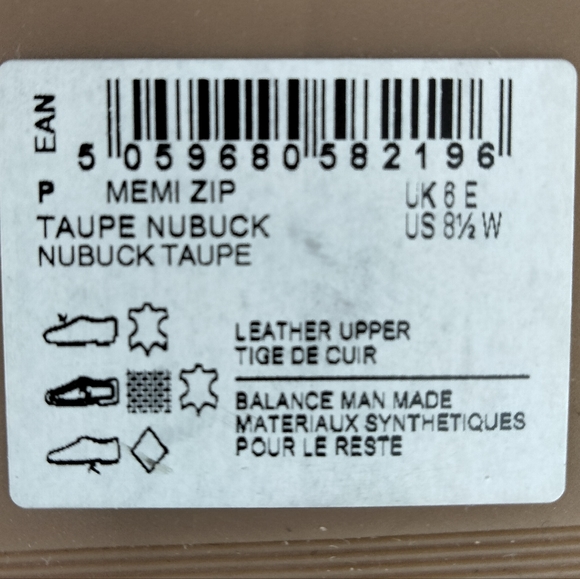 EAN
5 059680 582196
P MEMI ZIP UK 6 E
TAUPE NUBUCK US 8½ W
NUBUCK TAUPE
LEATHER UPPER
TIGE DE CUIR
BALANCE MAN MADE
MATERIAUX SYNTHETIQUES
POUR LE RESTE